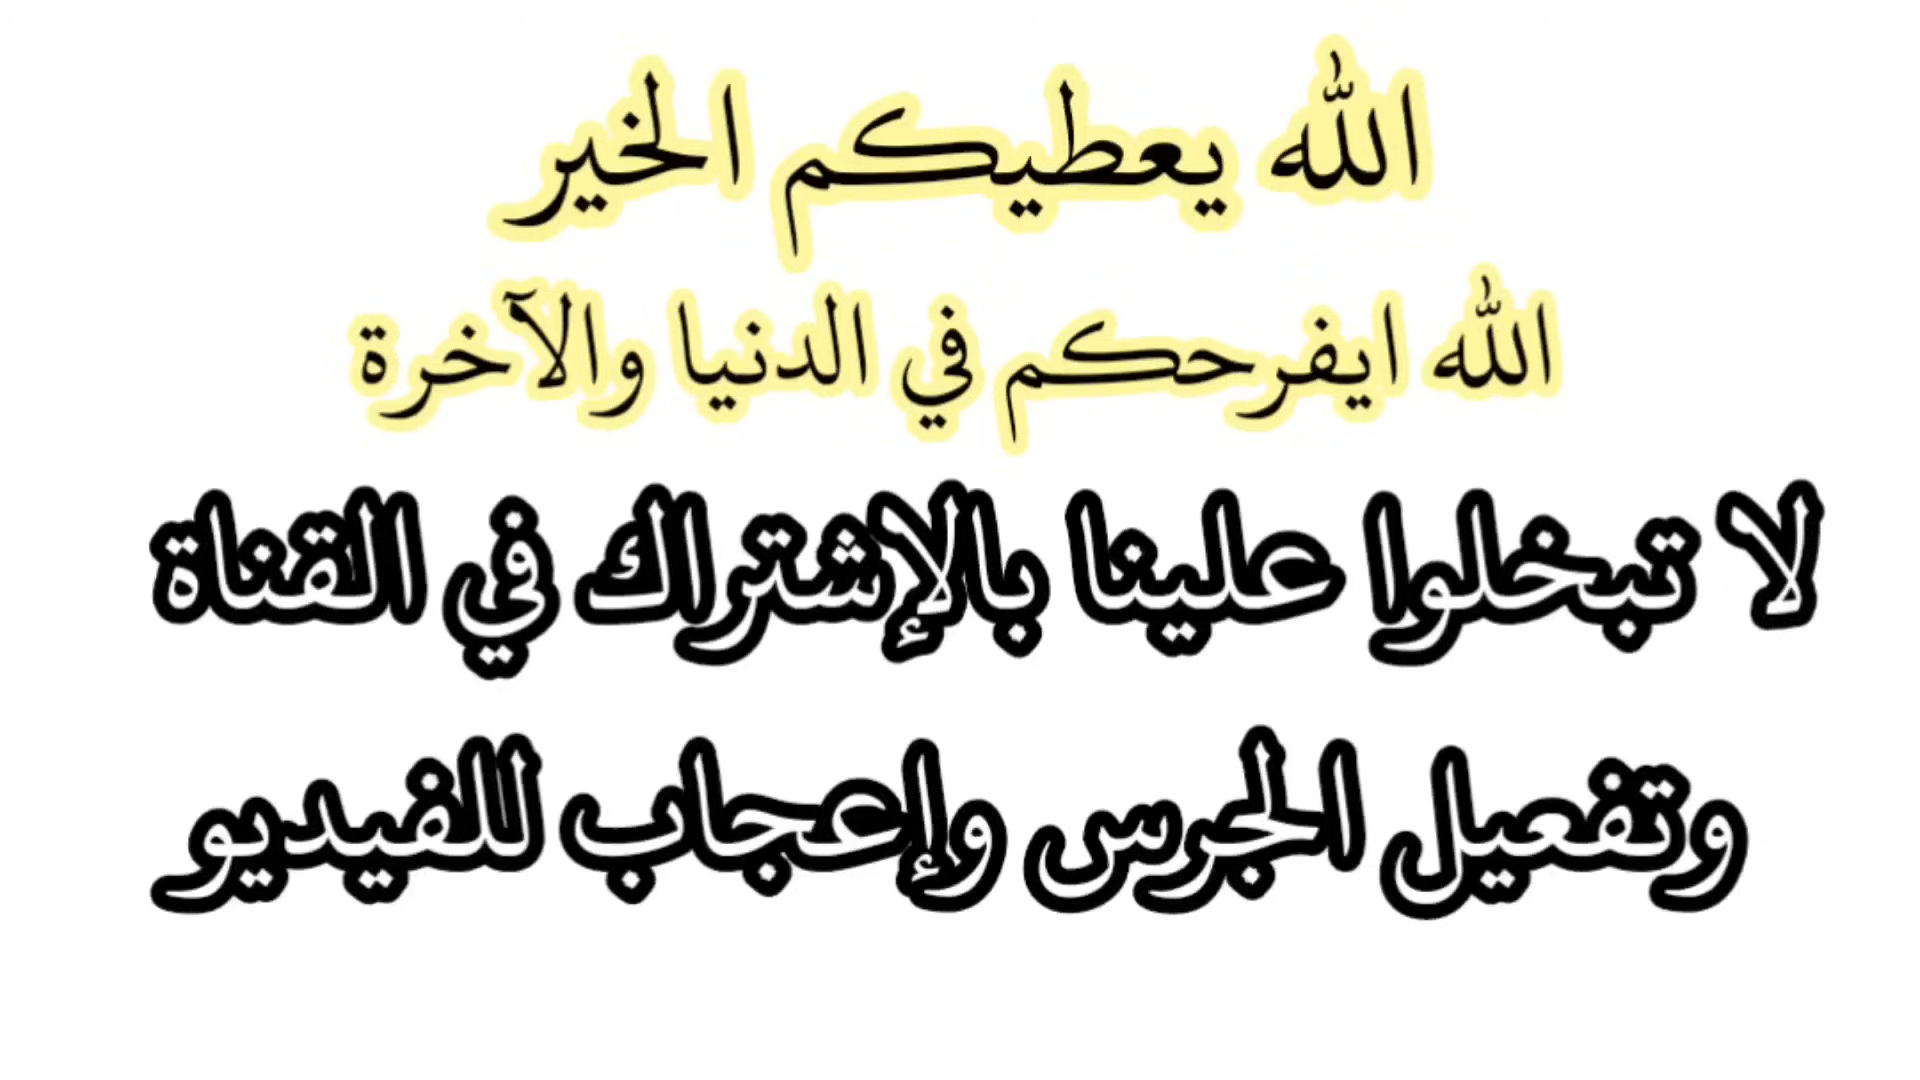 الله يعطيكم الخير
الله ايفرحكم في الدنيا والآخرة
لا تبخلوا علينا بالإشتراك في القناة
وتفعيل الجرس وإعجاب للفيديو